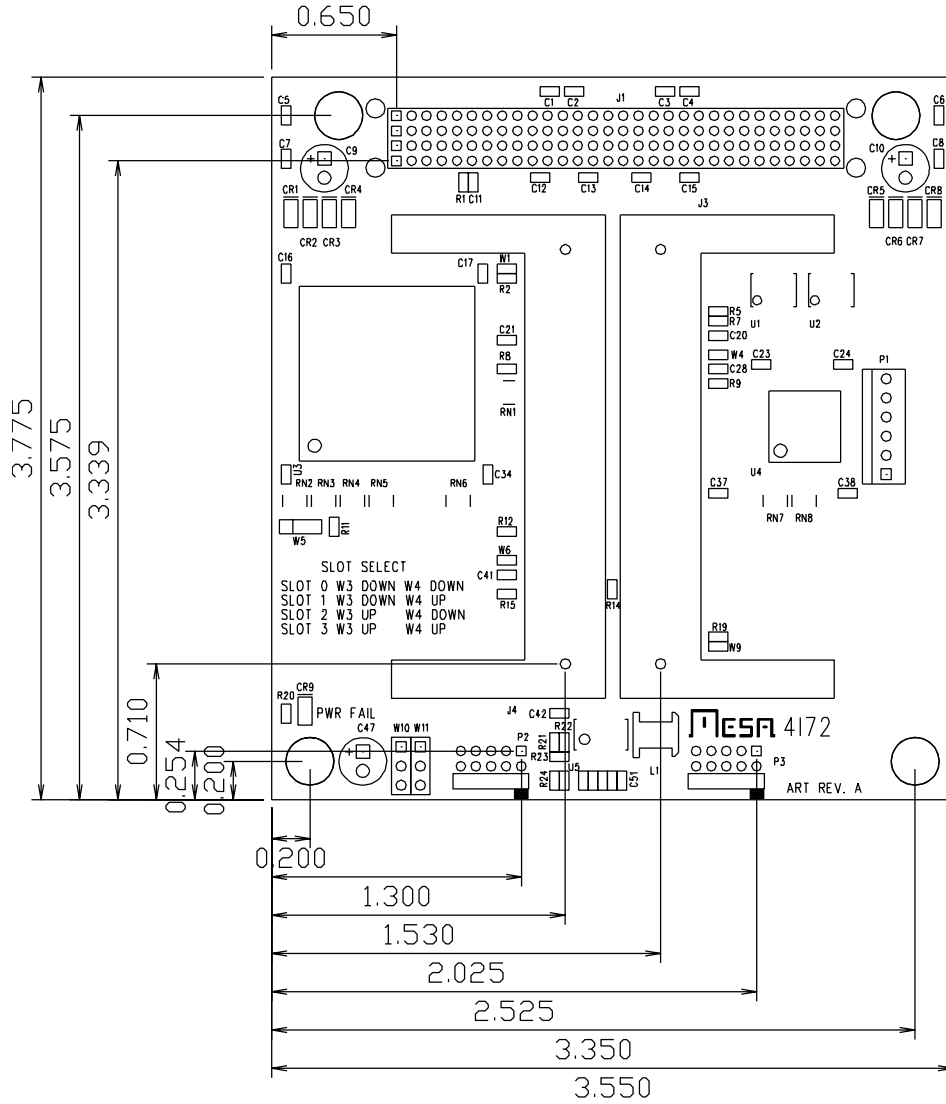 0.650
C1 C2 J1 C3 C4
C5 C6
C7 C9 C10 C8
+ +
R1 C11 C12 C13 C14 C15
CR1 CR4 CR5 CR8
J3
CR2 CR3 CR6 CR7
C16 C17 W1
R2
R5
U1 U2 R7
C21 C20
R8 W4 C23 C24 P1
C28
R9
RN1
3.775
3.575
3.339
U3 C34 U4
RN2 RN3 RN4 RN5 RN6 C37 C38
RN7 RN8
W5 R11 R12
W6
SLOT SELECT
C41
SLOT 0 W3 DOWN W4 DOWN
SLOT 1 W3 DOWN W4 UP
SLOT 2 W3 UP W4 DOWN
SLOT 3 W3 UP W4 UP
R15 R14
R19
W9
0.710
0.254
0.200
R20 CR9
PWR FAIL C47 W10 W11 J4 C42
+
P2 R21 R22
R23
R24 U5 C51 L1
MESA 4172
P3
ART REV. A
0.200
1.300
1.530
2.025
2.525
3.350
3.550